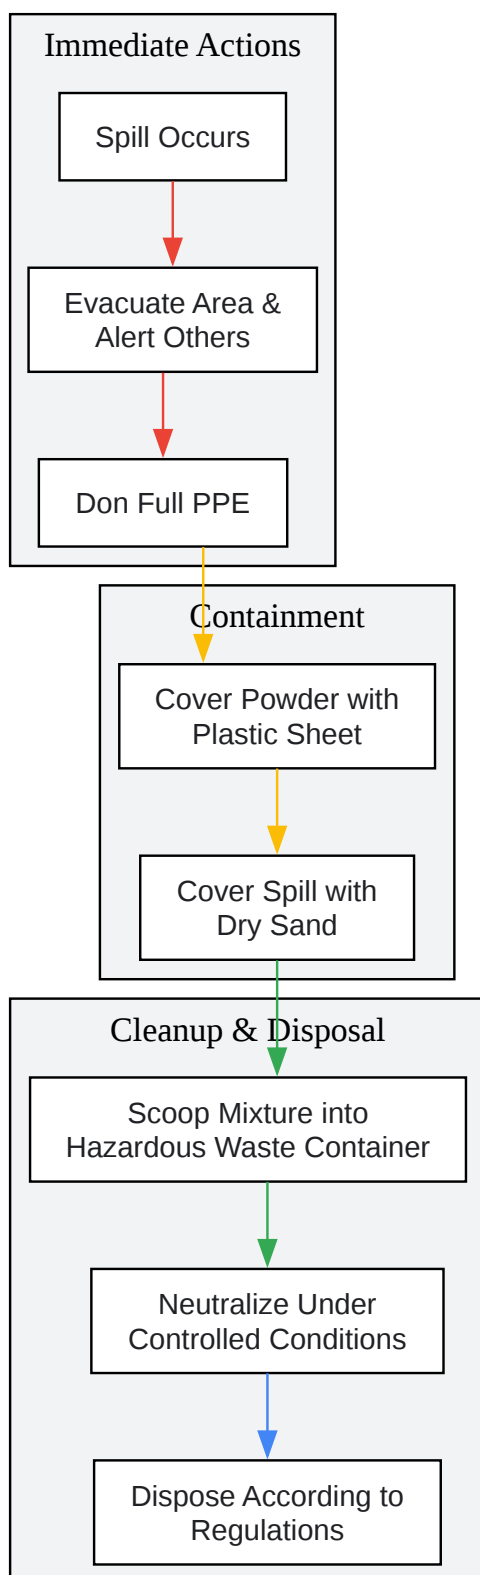 Immediate Actions
Spill Occurs
Evacuate Area &
Alert Others
Don Full PPE
Containment
Cover Powder with
Plastic Sheet
Cover Spill with
Dry Sand
Cleanup & Disposal
Scoop Mixture into
Hazardous Waste Container
Neutralize Under
Controlled Conditions
Dispose According to
Regulations